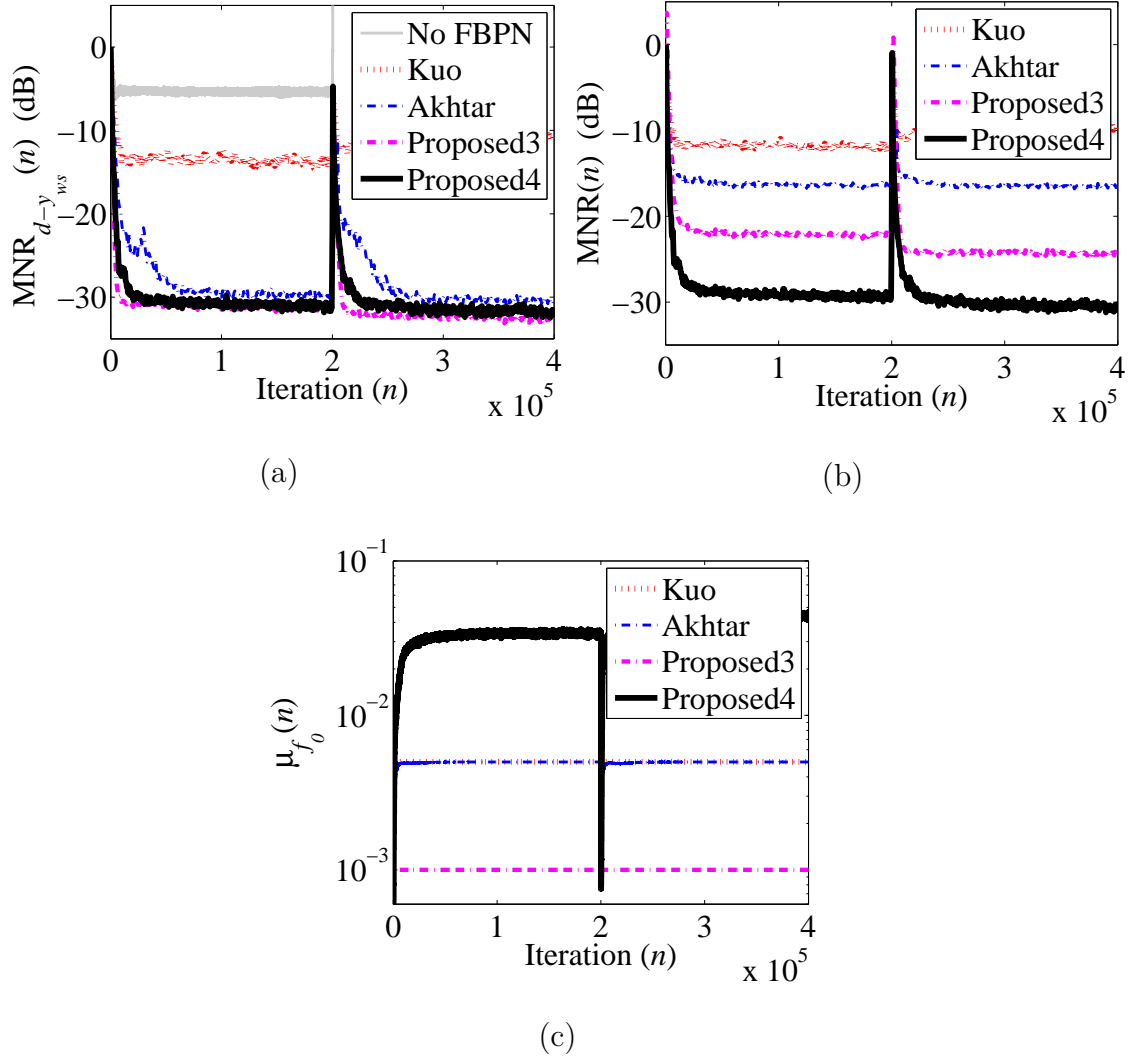 MNR_{d−y_{ws}} (n) (dB)
0
−10
−20
−30
No FBPN
Kuo
Akhtar
Proposed3
Proposed4
0 1 2 3 4
Iteration (n)
x 10^5
(a)
MNR(n) (dB)
0
−10
−20
−30
Kuo
Akhtar
Proposed3
Proposed4
0 1 2 3 4
Iteration (n)
x 10^5
(b)
μ_{f_0}(n)
10^{−1}
10^{−2}
10^{−3}
Kuo
Akhtar
Proposed3
Proposed4
0 1 2 3 4
Iteration (n)
x 10^5
(c)